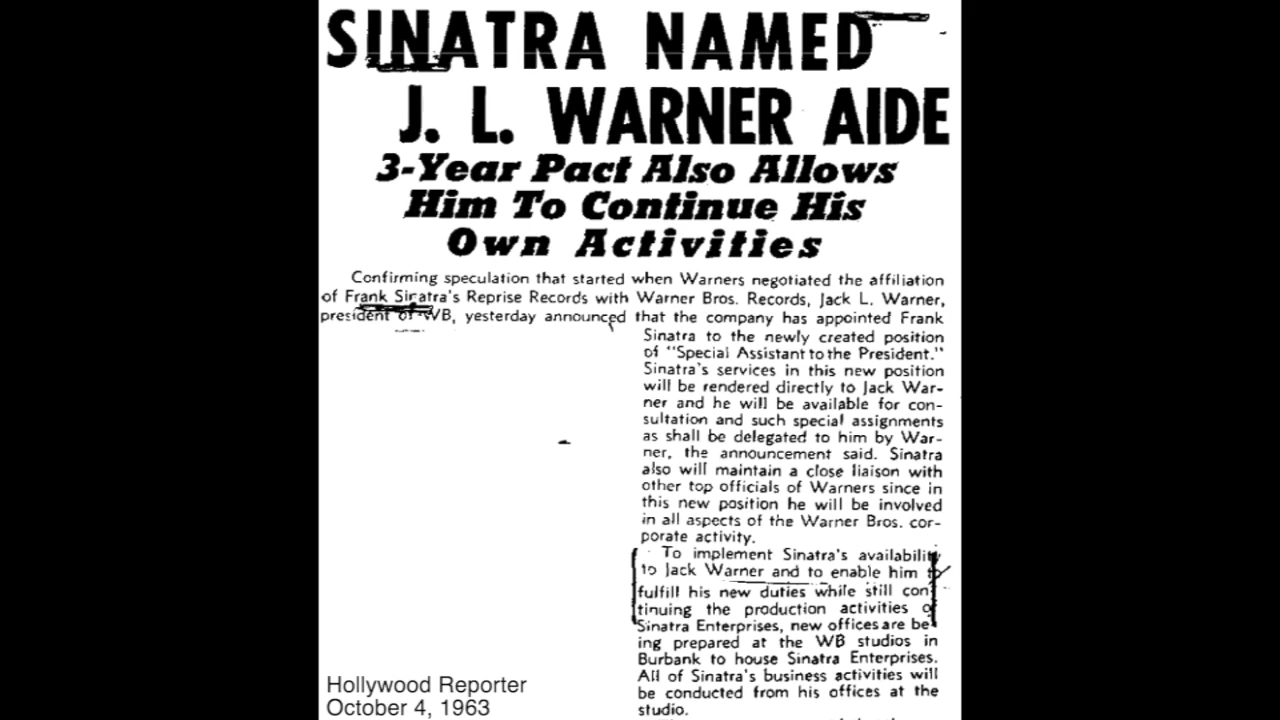 SINATRA NAMED
J. L. WARNER AIDE
3-Year Pact Also Allows
Him To Continue His
Own Activities
Confirming speculation that started when Warners negotiated the affiliation
of Frank Sinatra's Reprise Records with Warner Bros. Records, Jack L. Warner,
president of WB, yesterday announced that the company has appointed Frank
Sinatra to the newly created position
of "Special Assistant to the President."
Sinatra's services in this new position
will be rendered directly to Jack War-
ner and he will be available for con-
sultation and such special assignments
as shall be delegated to him by War-
ner, the announcement said. Sinatra
also will maintain a close liaison with
other top officials of Warners since in
this new position he will be involved
in all aspects of the Warner Bros. cor-
porate activity.
To implement Sinatra's availability
to Jack Warner and to enable him to
fulfill his new duties while still con
tinuing the production activities of
Sinatra Enterprises, new offices are be
ing prepared at the WB studios in
Burbank to house Sinatra Enterprises.
All of Sinatra's business activities will
be conducted from his offices at the
studio.
Hollywood Reporter
October 4, 1963